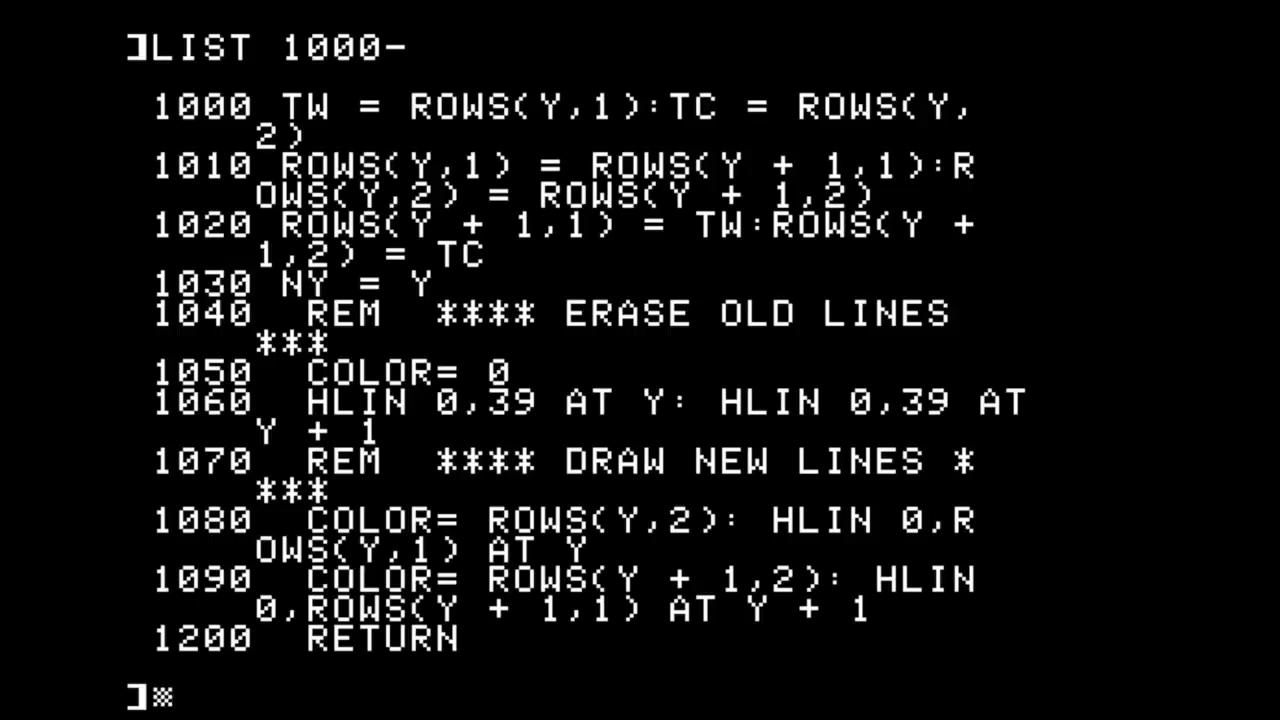 ]LIST 1000-
1000 TW = ROWS(Y,1):TC = ROWS(Y,
2)
1010 ROWS(Y,1) = ROWS(Y + 1,1):R
OWS(Y,2) = ROWS(Y + 1,2)
1020 ROWS(Y + 1,1) = TW:ROWS(Y +
1,2) = TC
1030 NY = Y
1040 REM **** ERASE OLD LINES
***
1050 COLOR= 0
1060 HLIN 0,39 AT Y: HLIN 0,39 AT
Y + 1
1070 REM **** DRAW NEW LINES *
***
1080 COLOR= ROWS(Y,2): HLIN 0,R
OWS(Y,1) AT Y
1090 COLOR= ROWS(Y + 1,2): HLIN
0,ROWS(Y + 1,1) AT Y + 1
1200 RETURN
]